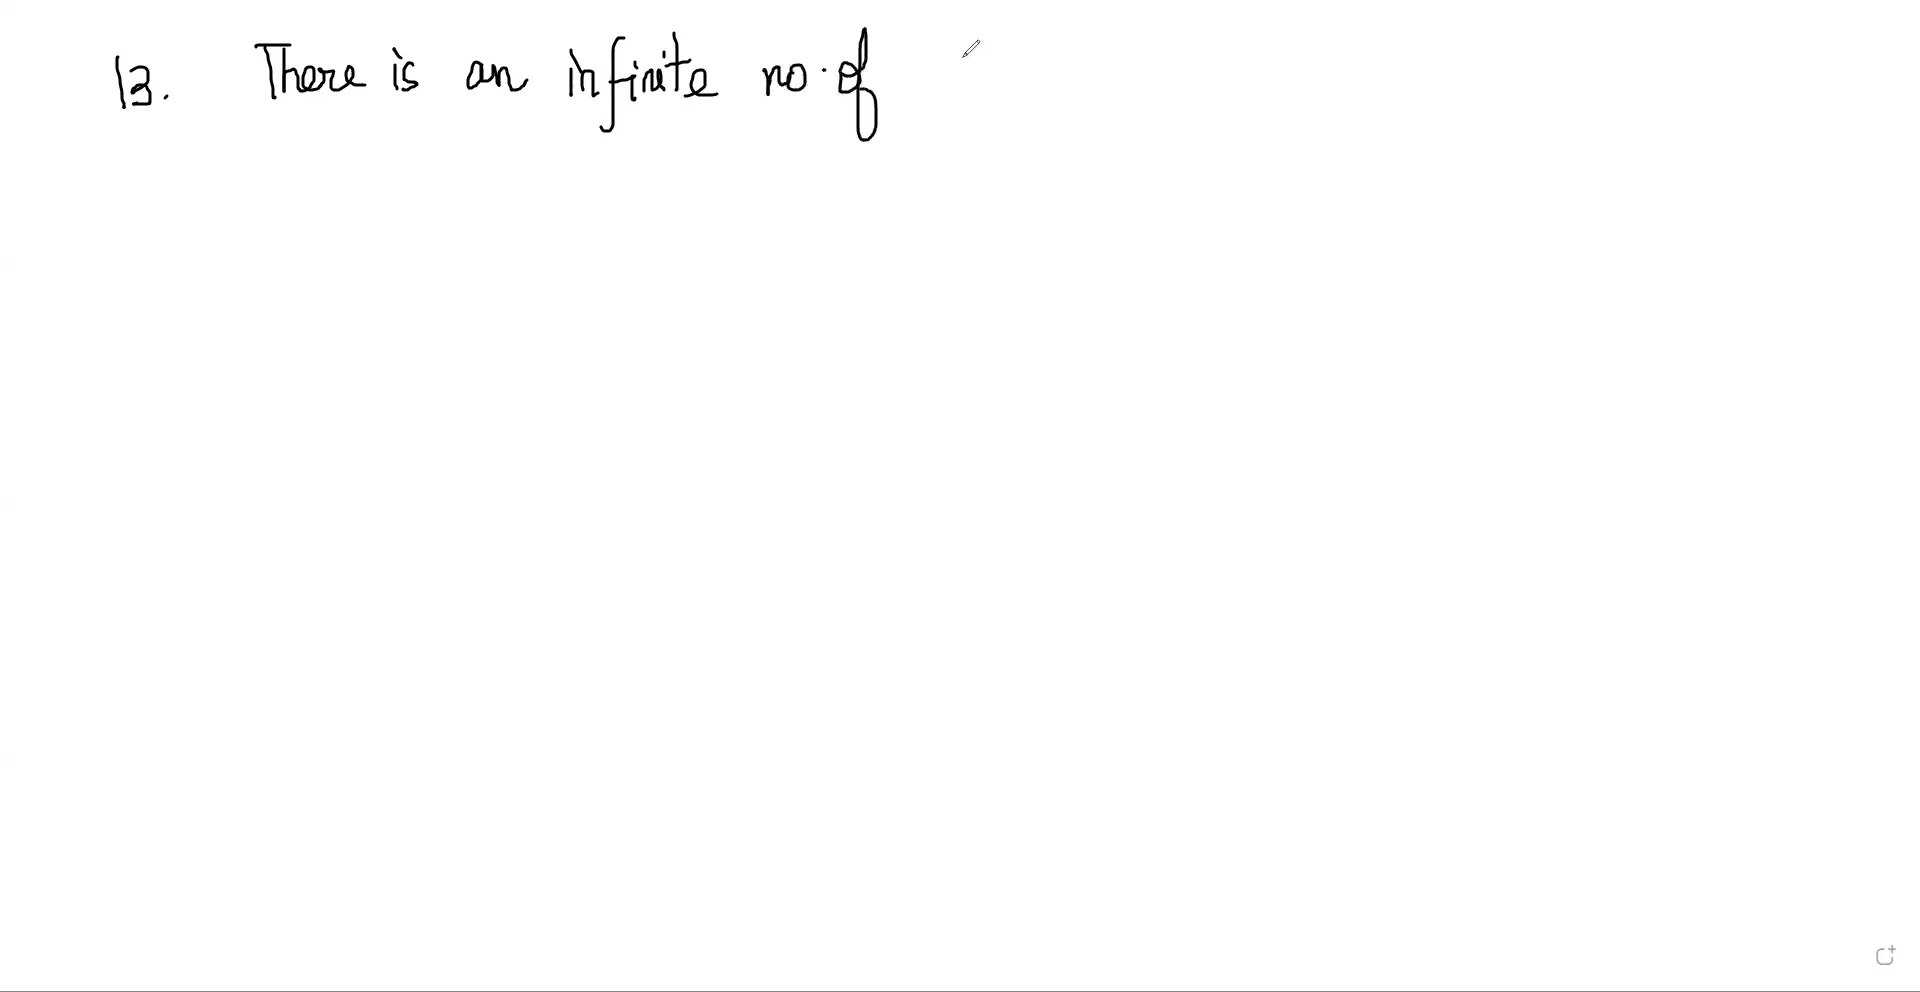 13. There is an infinite no. of